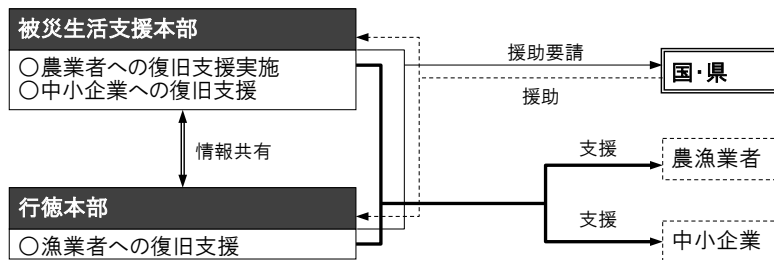 被災生活支援本部
○農業者への復旧支援実施
○中小企業への復旧支援
援助要請
国・県
援助
情報共有
支援
農漁業者
行徳本部
○漁業者への復旧支援
支援
中小企業